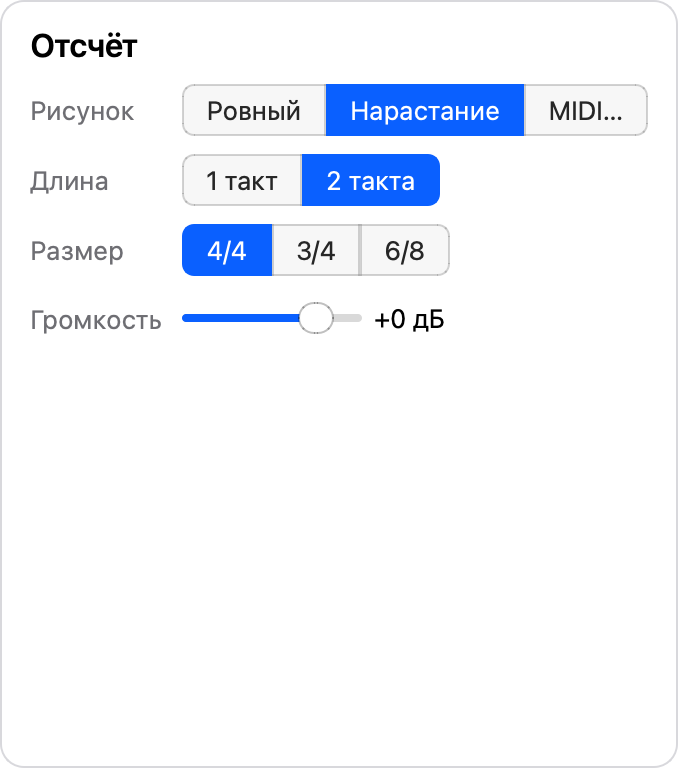 Отсчёт
Рисунок Ровный Нарастание MIDI...
Длина 1 такт 2 такта
Размер 4/4 3/4 6/8
Громкость +0 дБ